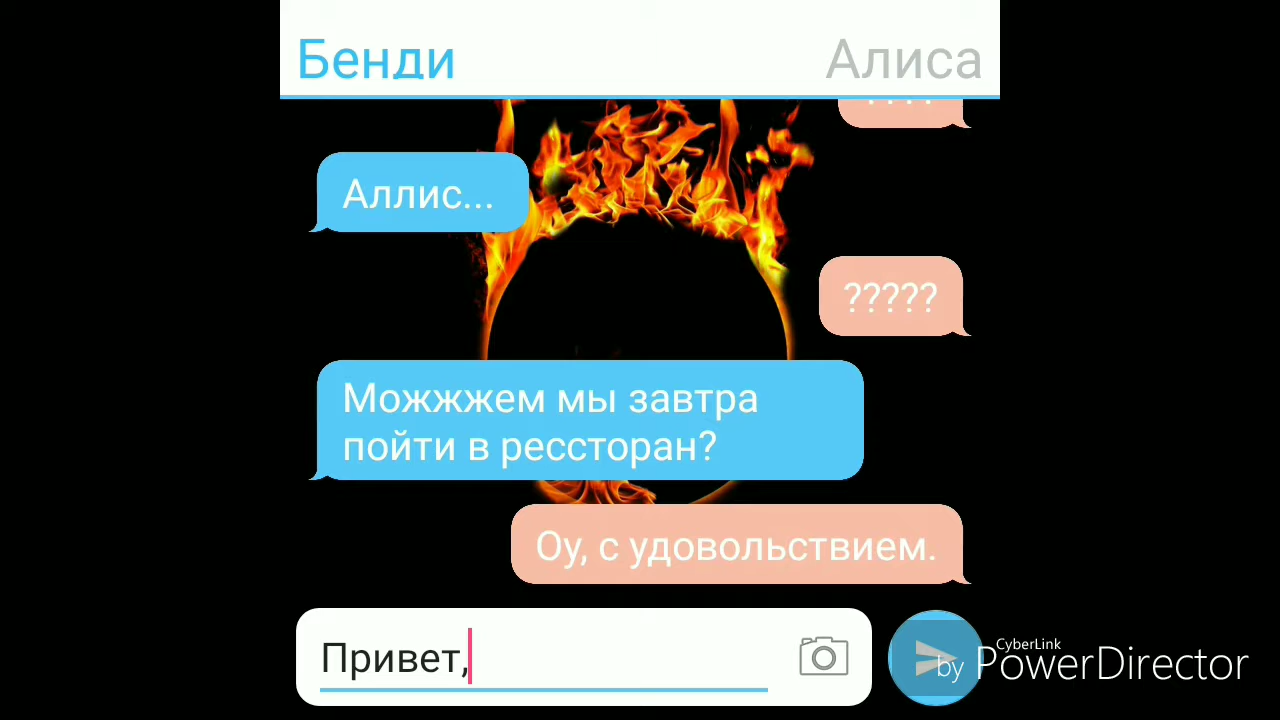 Бенди
Алиса
????
Аллис...
?????
Можжжем мы завтра
пойти в рессторан?
Оу, с удовольствием.
Привет,
CyberLink
by PowerDirector